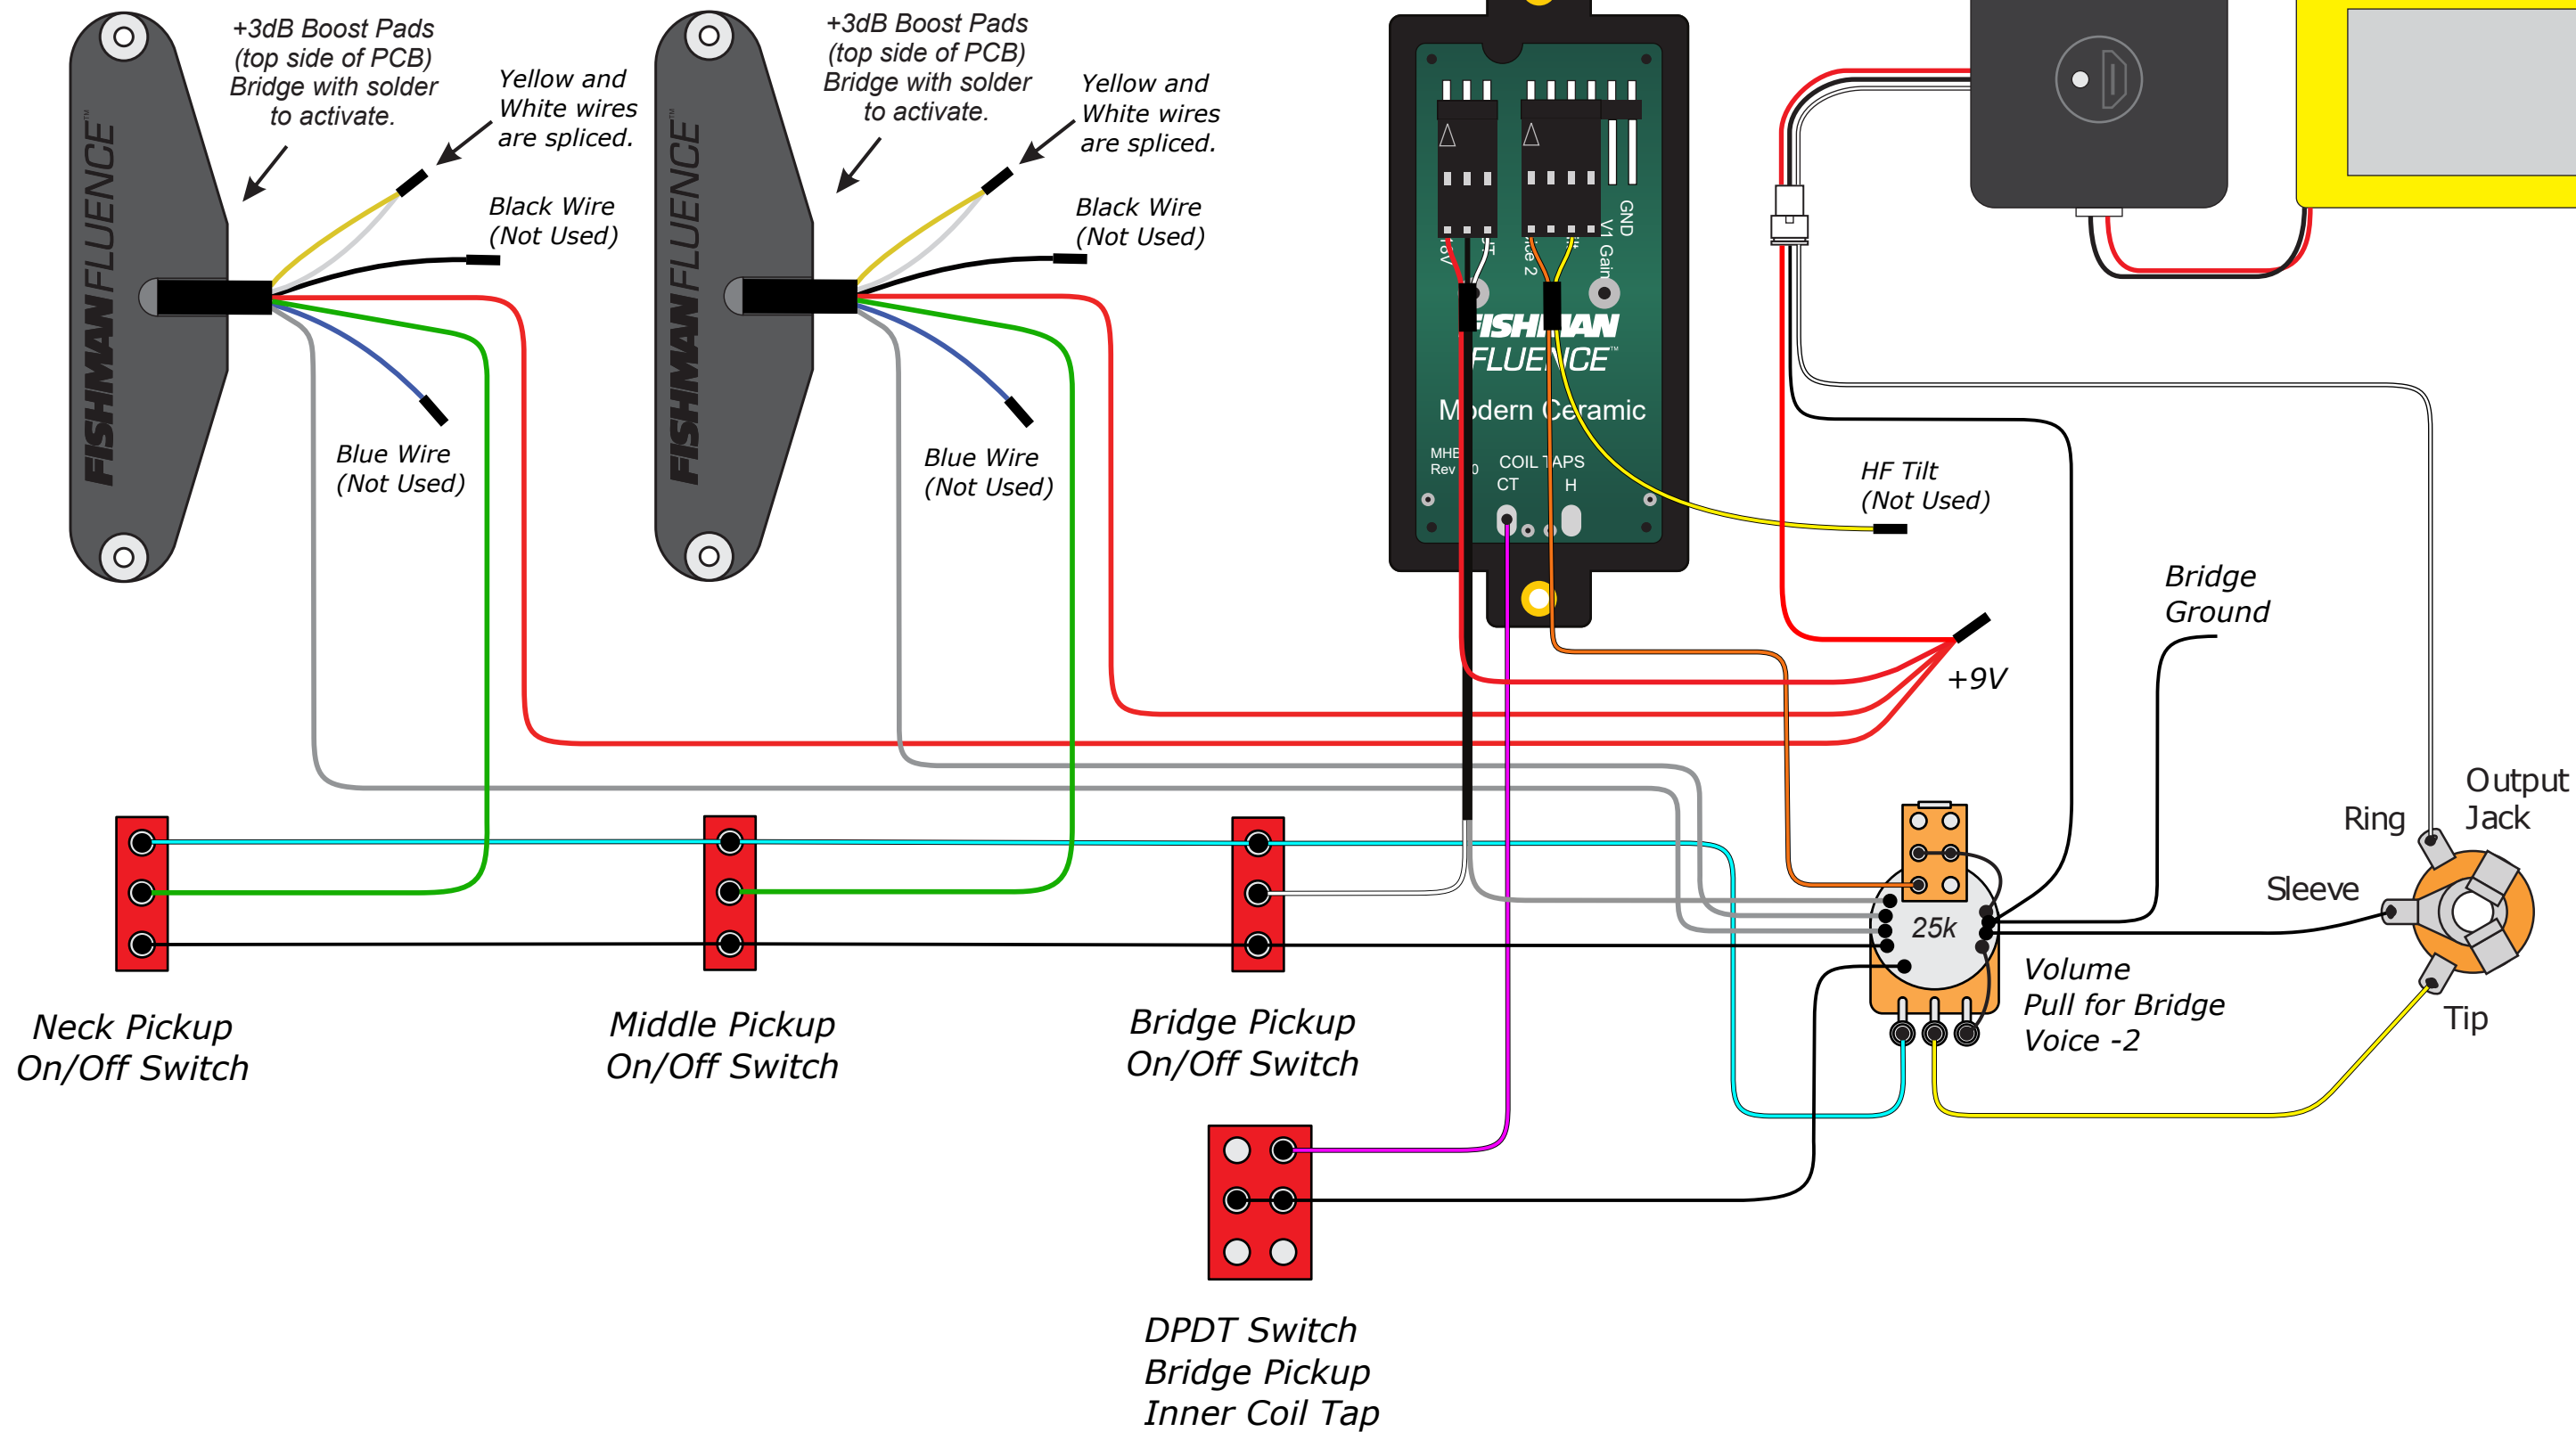 +3dB Boost Pads
(top side of PCB)
Bridge with solder
to activate.
Yellow and
White wires
are spliced.
Black Wire
(Not Used)
FISHMAN FLUENCE™
Blue Wire
(Not Used)
+3dB Boost Pads
(top side of PCB)
Bridge with solder
to activate.
Yellow and
White wires
are spliced.
Black Wire
(Not Used)
FISHMAN FLUENCE™
Blue Wire
(Not Used)
GND
V1 Gain
FISHMAN
FLUENCE™
Modern Ceramic
Rev
COIL TAPS
CT H
HF Tilt
(Not Used)
Bridge
Ground
+9V
Output
Jack
Ring
Sleeve
Tip
25k
Volume
Pull for Bridge
Voice -2
Neck Pickup
On/Off Switch
Middle Pickup
On/Off Switch
Bridge Pickup
On/Off Switch
DPDT Switch
Bridge Pickup
Inner Coil Tap